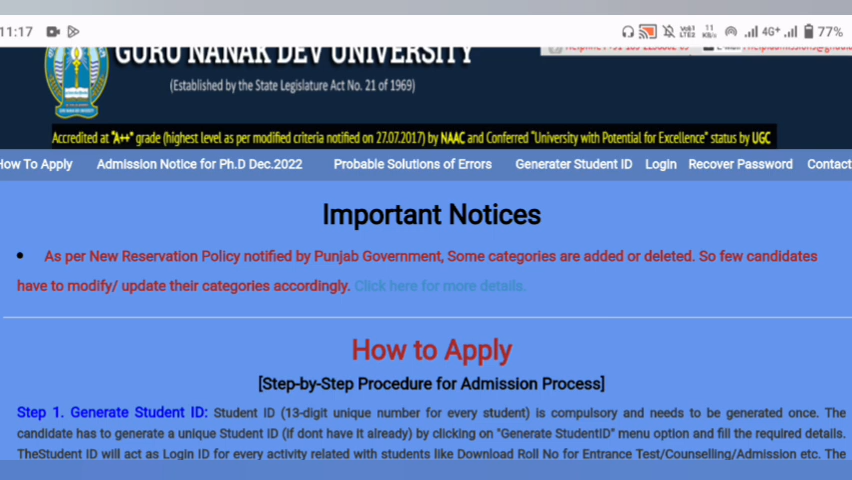 11:17 4G+ 77%
GURU NANAK DEV UNIVERSITY
(Established by the State Legislature Act No. 21 of 1969)
Accredited at "A++" grade (highest level as per modified criteria notified on 27.07.2017) by NAAC and Conferred "University with Potential for Excellence" status by UGC
How To Apply Admission Notice for Ph.D Dec.2022 Probable Solutions of Errors Generater Student ID Login Recover Password Contact
Important Notices
As per New Reservation Policy notified by Punjab Government, Some categories are added or deleted. So few candidates
have to modify/ update their categories accordingly. Click here for more details.
How to Apply
[Step-by-Step Procedure for Admission Process]
Step 1. Generate Student ID: Student ID (13-digit unique number for every student) is compulsory and needs to be generated once. The
candidate has to generate a unique Student ID (if dont have it already) by clicking on "Generate StudentID" menu option and fill the required details.
TheStudent ID will act as Login ID for every activity related with students like Download Roll No for Entrance Test/Counselling/Admission etc. The